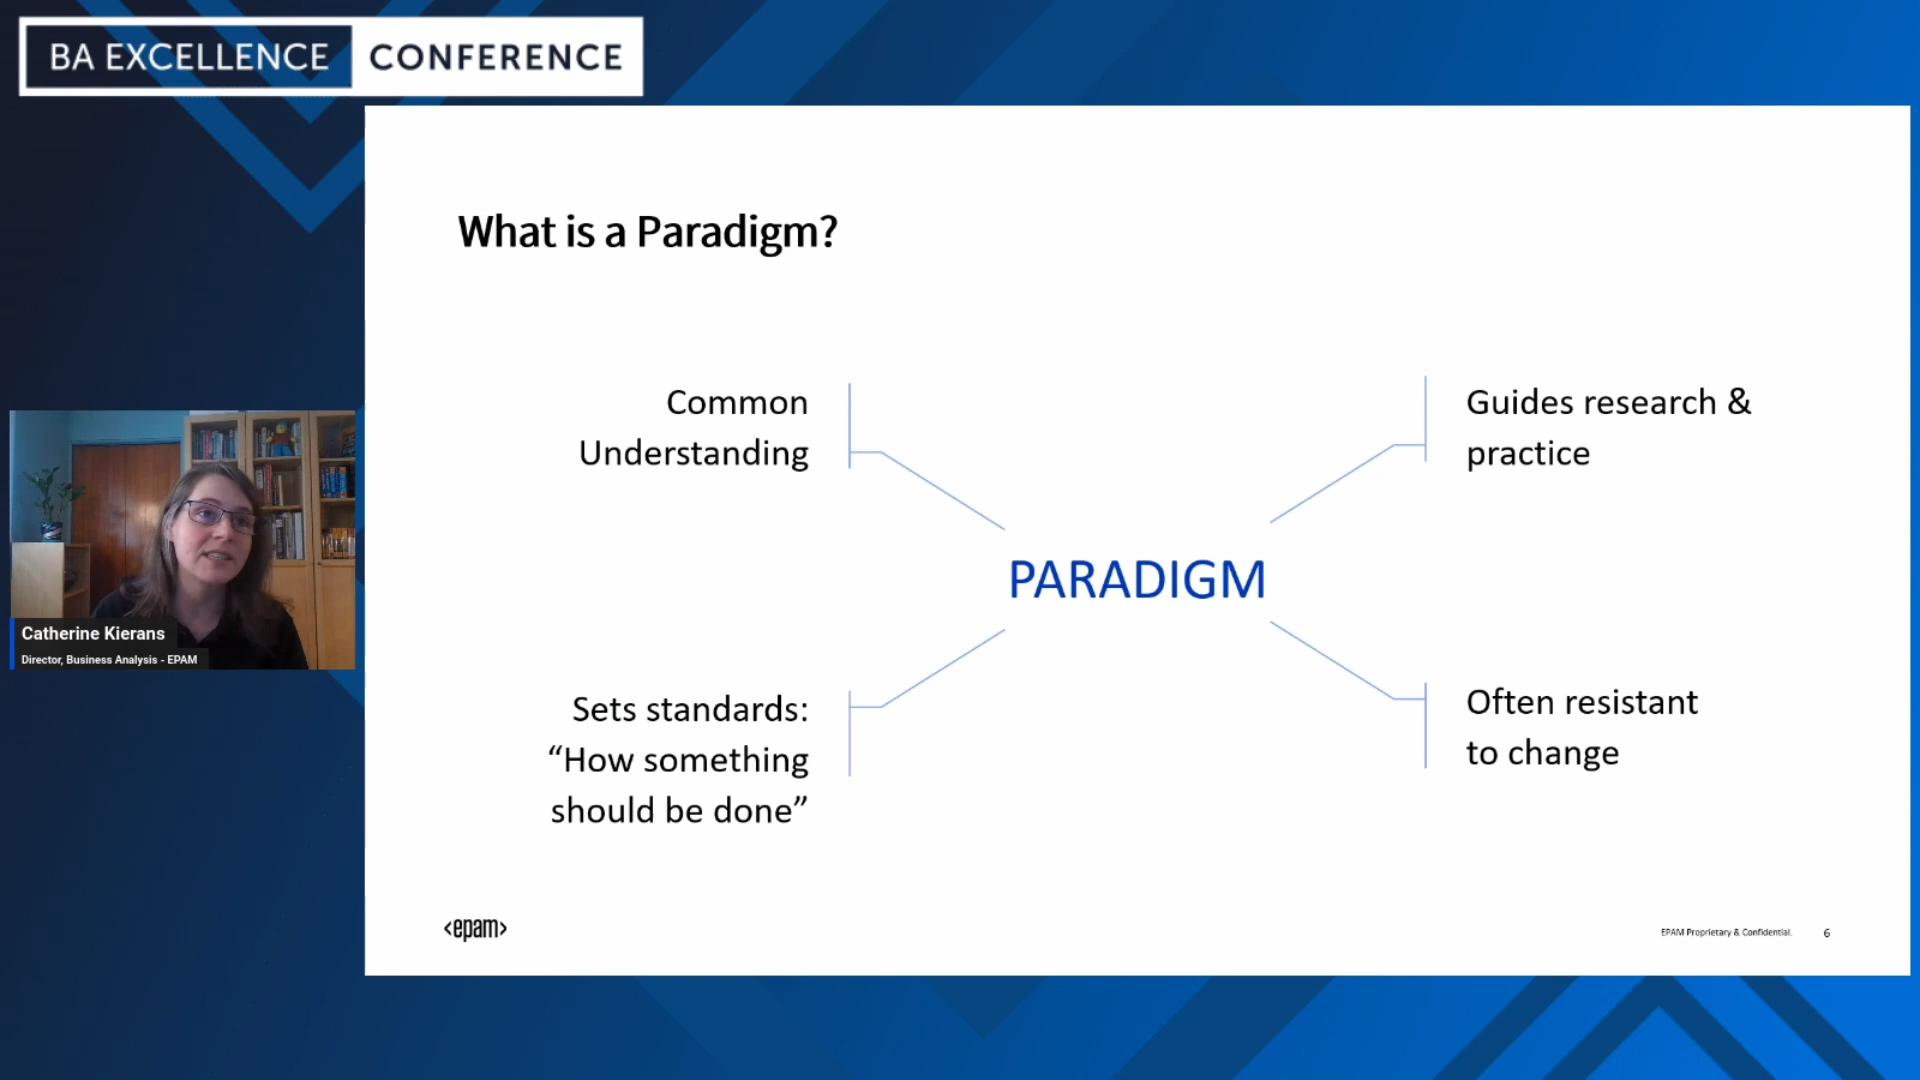 BA EXCELLENCE CONFERENCE
What is a Paradigm?
Common
Understanding
Guides research &
practice
PARADIGM
Sets standards:
“How something
should be done”
Often resistant
to change
Catherine Kierans
Director, Business Analysis - EPAM
<epam>
EPAM Proprietary & Confidential.
6